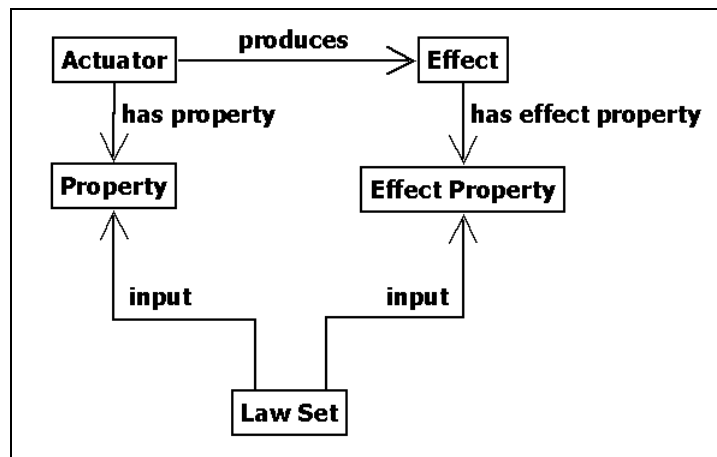 produces
Actuator
Effect
has property
has effect property
Property
Effect Property
input
input
Law Set